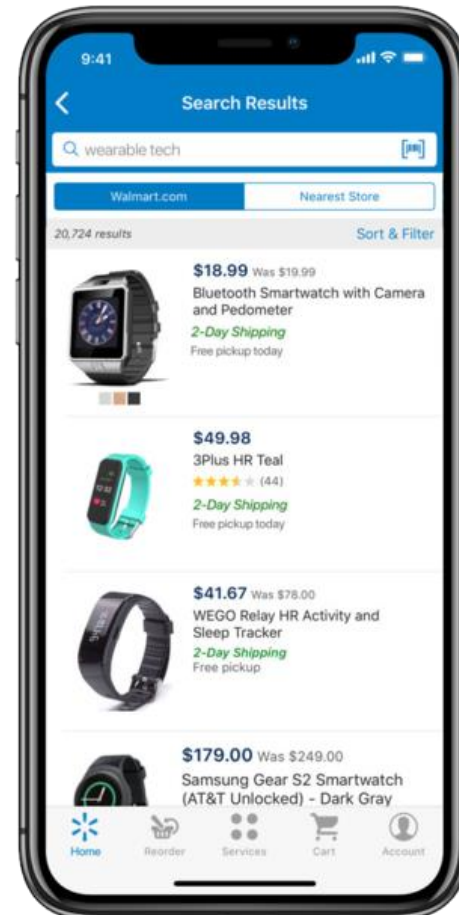 9:41
Search Results
wearable tech
Walmart.com
Nearest Store
20,724 results
Sort & Filter
$18.99 Was $19.99
Bluetooth Smartwatch with Camera
and Pedometer
2-Day Shipping
Free pickup today
$49.98
3Plus HR Teal
(44)
2-Day Shipping
Free pickup today
$41.67 Was $78.00
WEGO Relay HR Activity and
Sleep Tracker
2-Day Shipping
Free pickup
$179.00 Was $249.00
Samsung Gear S2 Smartwatch
(AT&T Unlocked) - Dark Gray
Home
Reorder
Services
Cart
Account